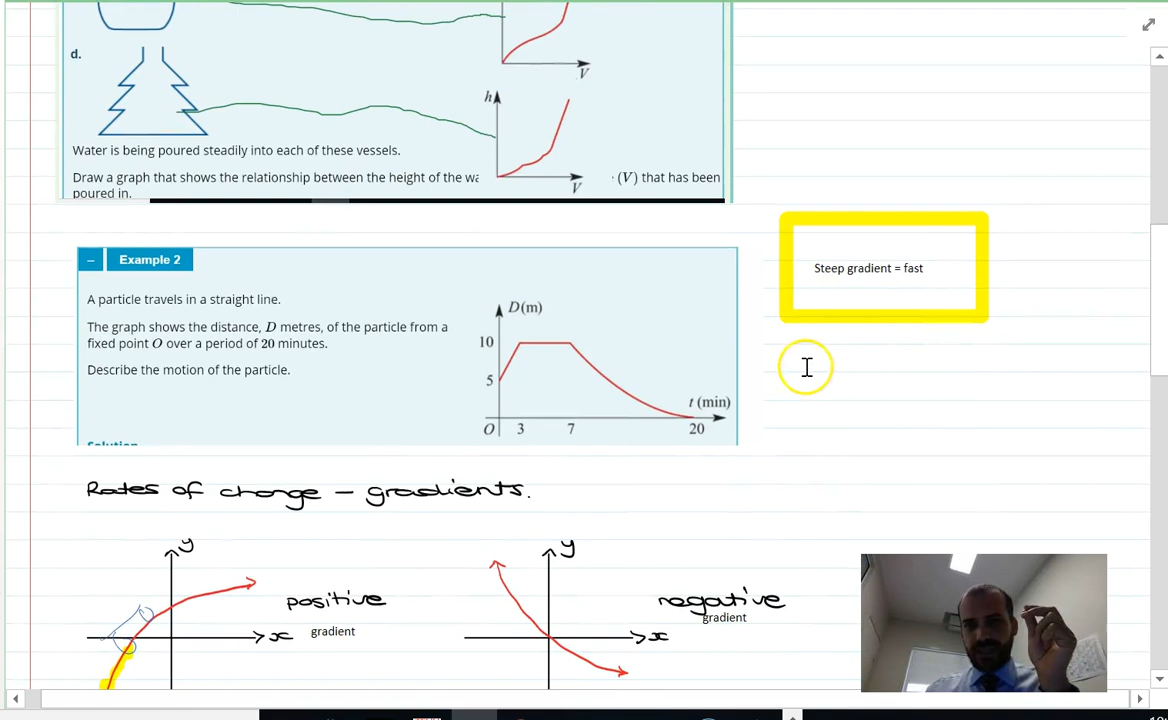 V
d.
h
Water is being poured steadily into each of these vessels.
V
Draw a graph that shows the relationship between the height of the wa · (V) that has been
poured in.
– Example 2
Steep gradient = fast
A particle travels in a straight line.
The graph shows the distance, D metres, of the particle from a
fixed point O over a period of 20 minutes.
Describe the motion of the particle.
D(m)
10
5
t (min)
O 3 7 20
Rates of change - gradients.
y
positive
gradient
x
y
negative
gradient
x